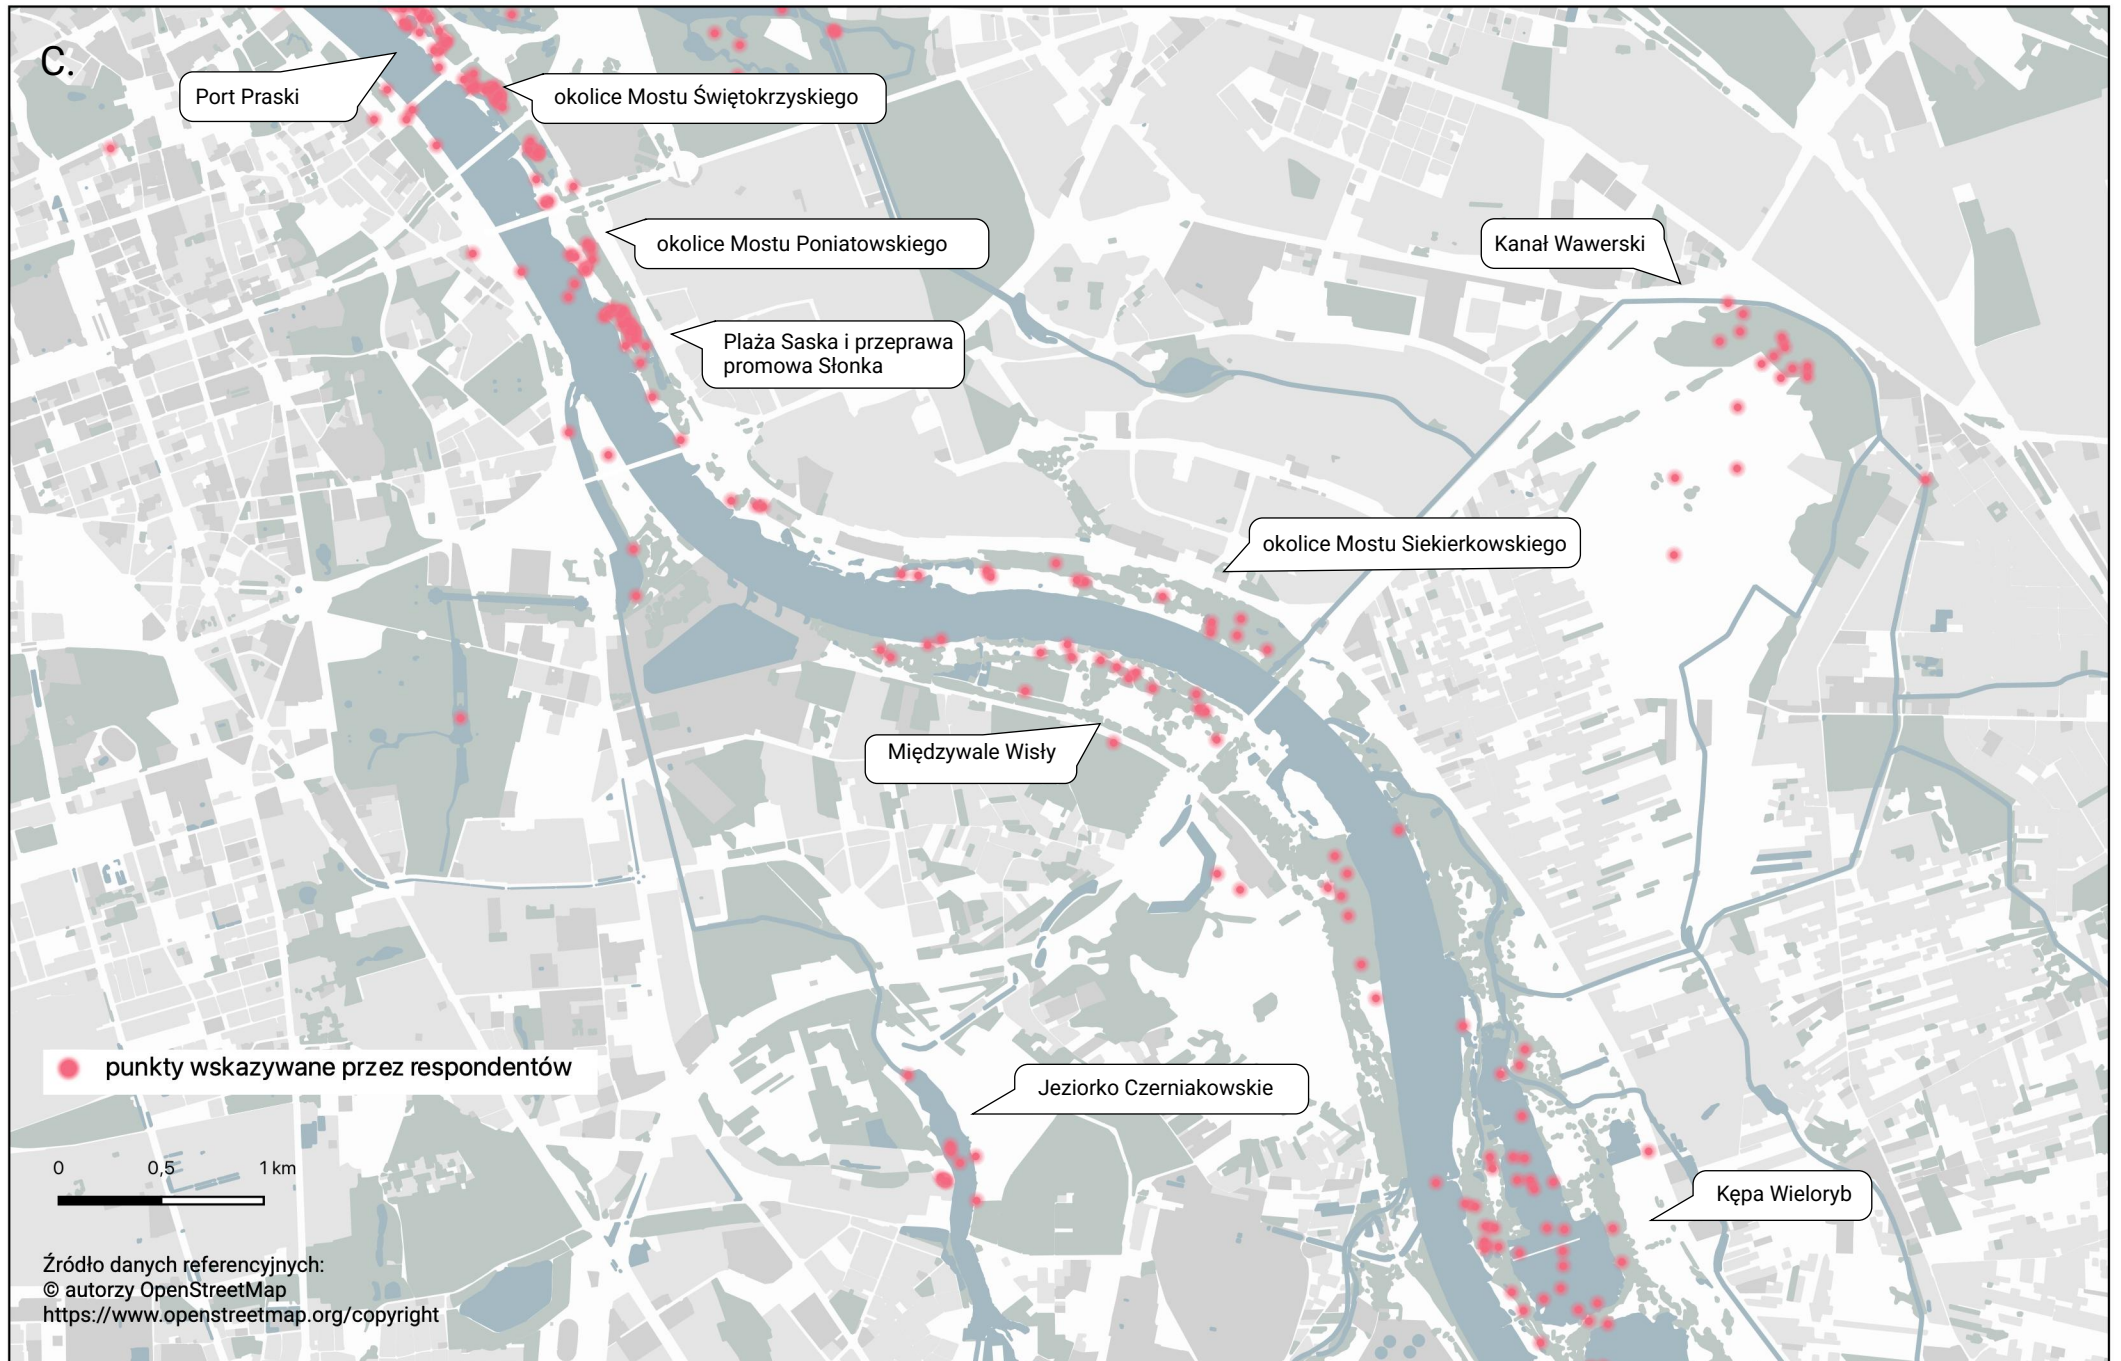 C.
Port Praski
okolice Mostu Świętokrzyskiego
okolice Mostu Poniatowskiego
Kanał Wawerski
Plaża Saska i przeprawa
promowa Słonka
okolice Mostu Siekierkowskiego
Międzywale Wisły
punkty wskazywane przez respondentów
Jeziorko Czerniakowskie
0 0,5 1 km
Kępa Wieloryb
Źródło danych referencyjnych:
© autorzy OpenStreetMap
https://www.openstreetmap.org/copyright